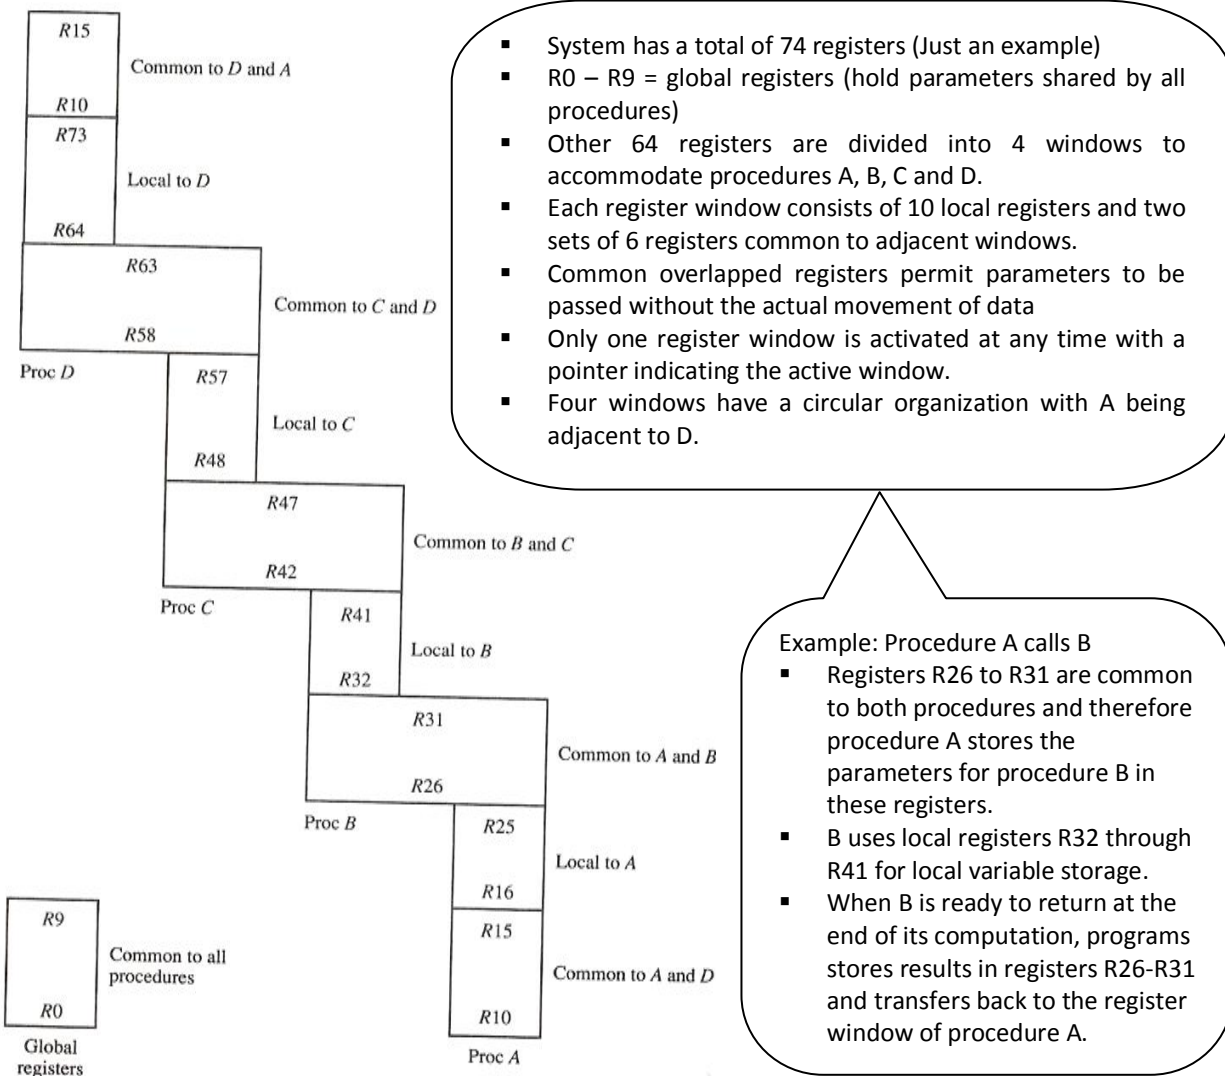 R15
Common to D and A
R10
R73
Local to D
R64
R63
Common to C and D
R58
Proc D
R57
Local to C
R48
R47
Common to B and C
R42
Proc C
R41
Local to B
R32
R31
Common to A and B
R26
Proc B
R25
Local to A
R16
R15
Common to A and D
R10
Proc A
R9
Common to all
procedures
R0
Global
registers
▪ System has a total of 74 registers (Just an example)
▪ R0 – R9 = global registers (hold parameters shared by all
procedures)
▪ Other 64 registers are divided into 4 windows to
accommodate procedures A, B, C and D.
▪ Each register window consists of 10 local registers and two
sets of 6 registers common to adjacent windows.
▪ Common overlapped registers permit parameters to be
passed without the actual movement of data
▪ Only one register window is activated at any time with a
pointer indicating the active window.
▪ Four windows have a circular organization with A being
adjacent to D.
Example: Procedure A calls B
▪ Registers R26 to R31 are common
to both procedures and therefore
procedure A stores the
parameters for procedure B in
these registers.
▪ B uses local registers R32 through
R41 for local variable storage.
▪ When B is ready to return at the
end of its computation, programs
stores results in registers R26-R31
and transfers back to the register
window of procedure A.